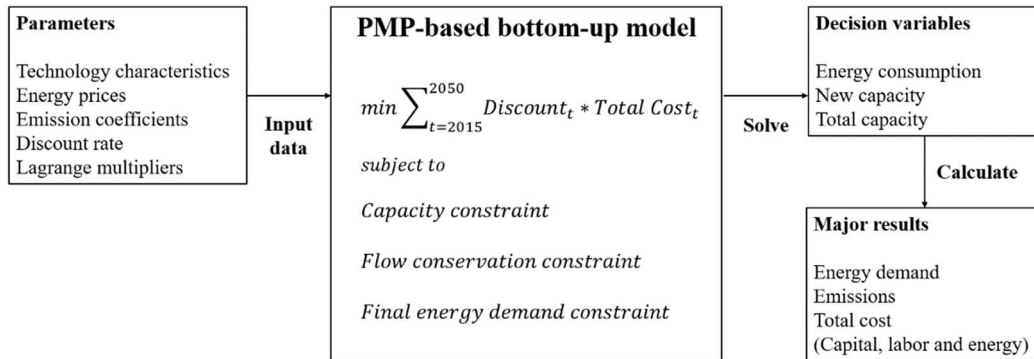 Parameters
Technology characteristics
Energy prices
Emission coefficients
Discount rate
Lagrange multipliers
Input
data
PMP-based bottom-up model
min ∑_{t=2015}^{2050} Discount_t * Total Cost_t
subject to
Capacity constraint
Flow conservation constraint
Final energy demand constraint
Solve
Decision variables
Energy consumption
New capacity
Total capacity
Calculate
Major results
Energy demand
Emissions
Total cost
(Capital, labor and energy)